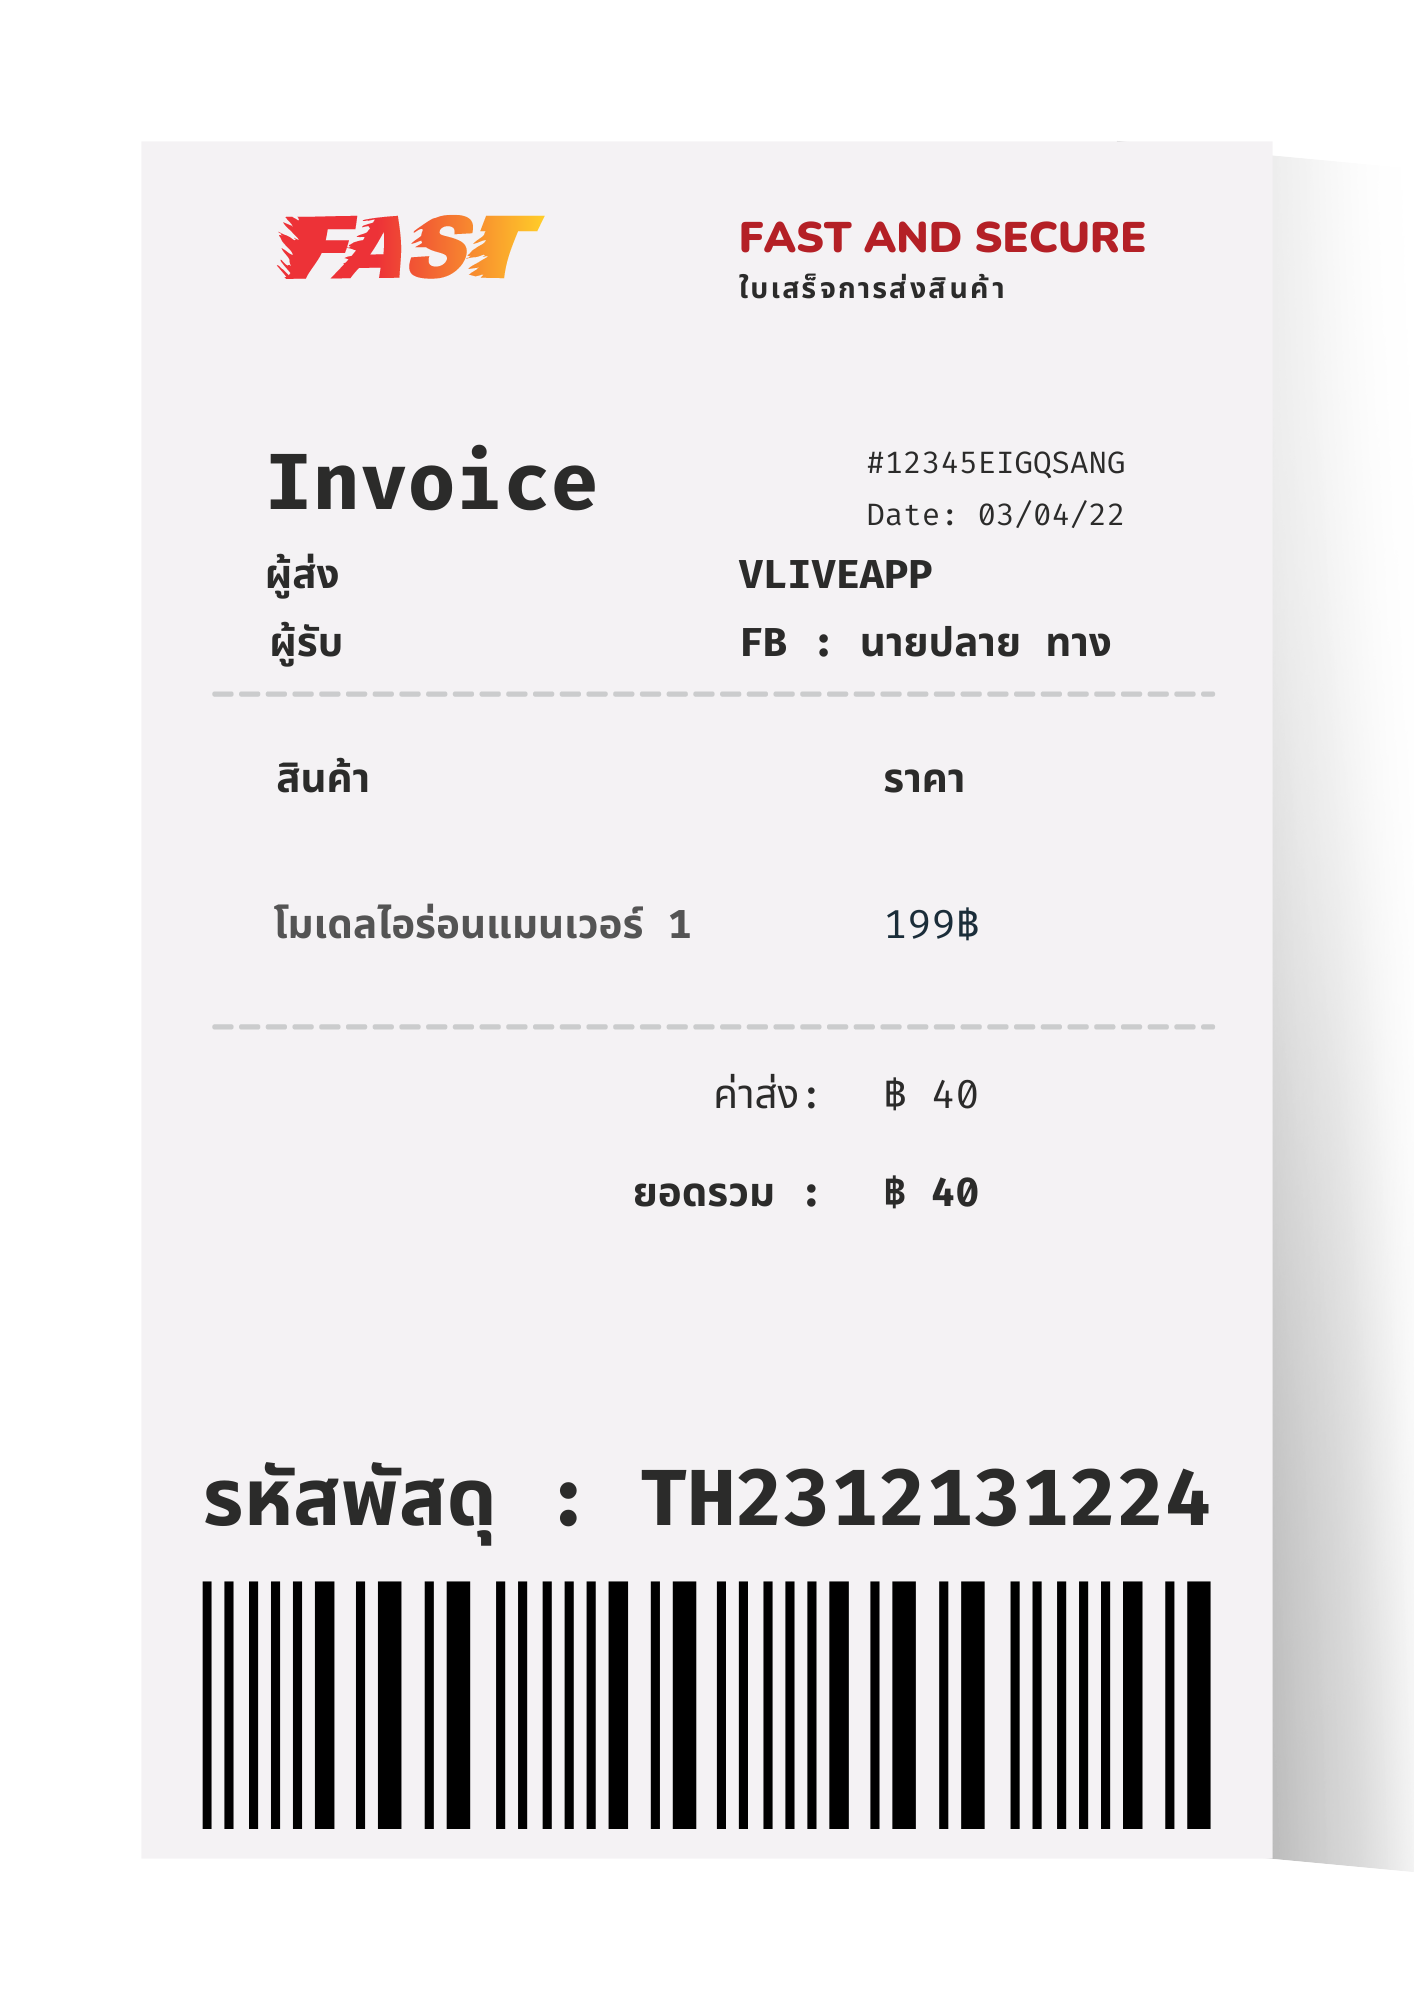 FAST
FAST AND SECURE
ใบเสร็จการส่งสินค้า
Invoice
#12345EIGQSANG
Date: 03/04/22
ผู้ส่ง VLIVEAPP
ผู้รับ FB : นายปลาย ทาง
สินค้า ราคา
โมเดลไอร่อนแมนเวอร์ 1 199฿
ค่าส่ง: ฿ 40
ยอดรวม : ฿ 40
รหัสพัสดุ : TH2312131224